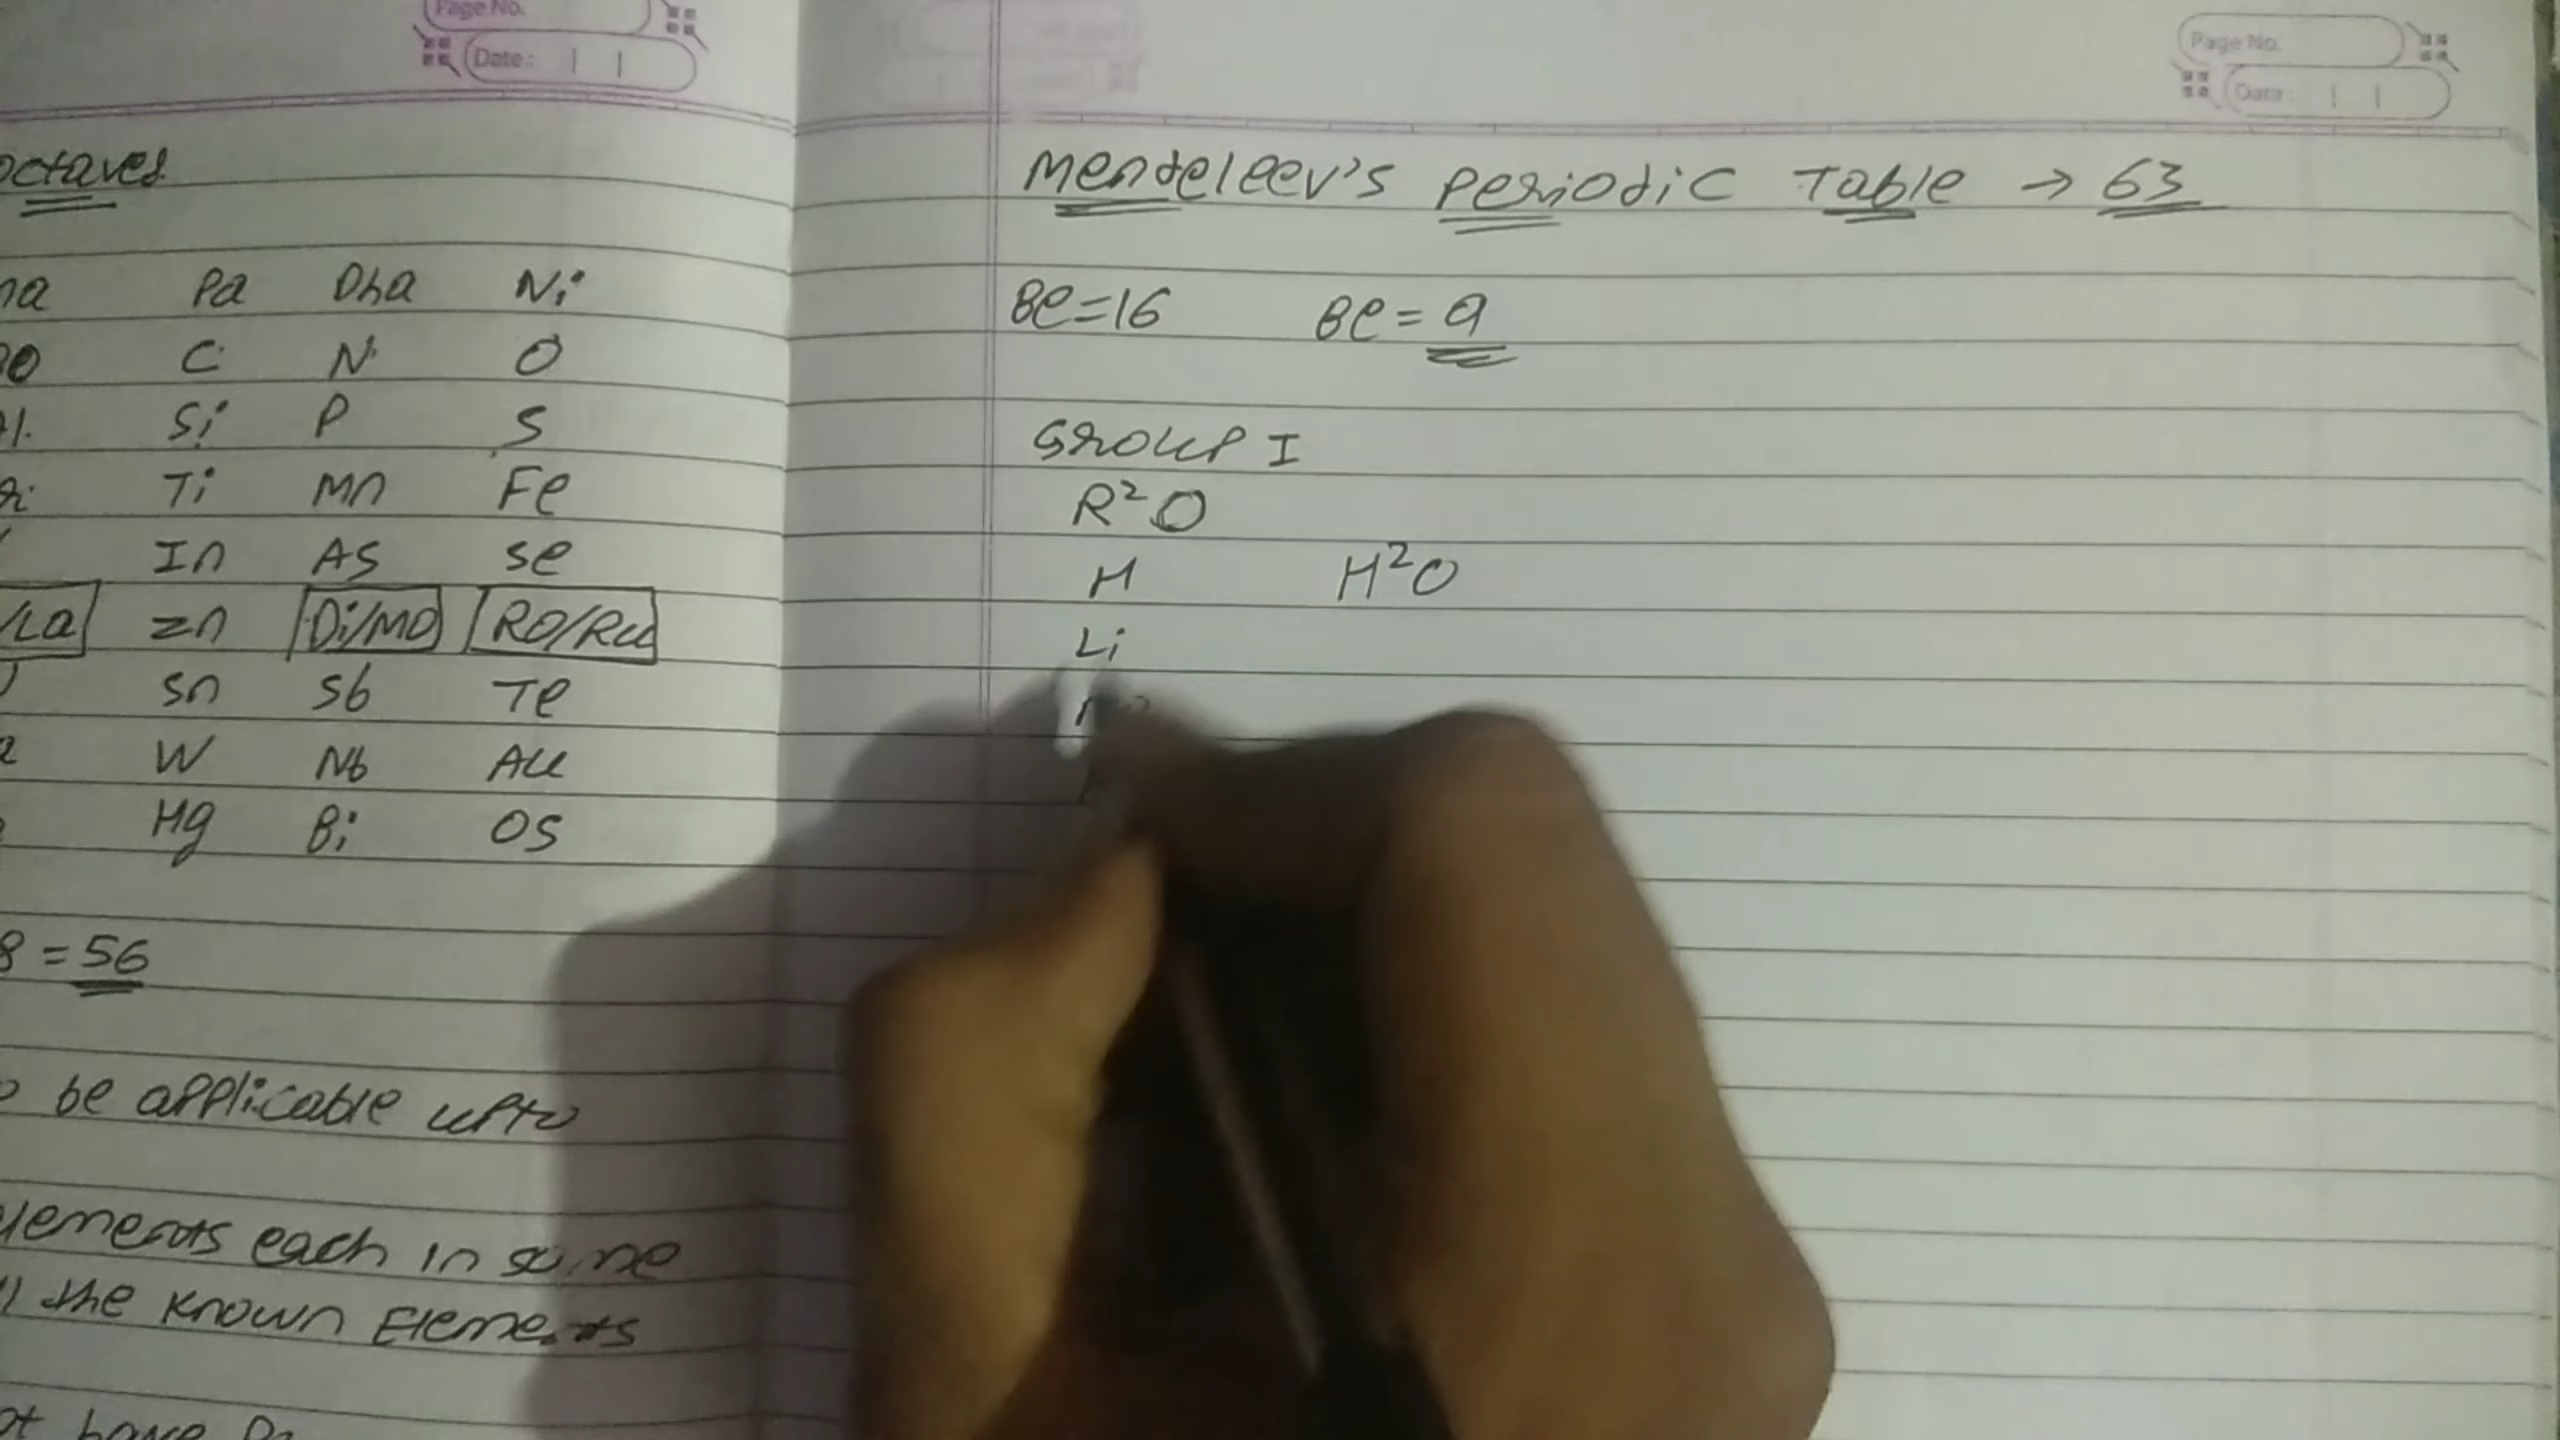 Page No.
Date:
octaves
Pa Dha Ni
C N O
Si P S
Ti Mn Fe
In As Se
/La Zn Di/Mo Ro/Ru
Sn Sb Te
W Nb Au
Hg Bi Os
8 = 56
be applicable upto
elements each in some
the known Elements
Page No.
Date:
Mendeleev's Periodic Table → 63
Be=16 Be = 9
Group I
R²O
H H²O
Li